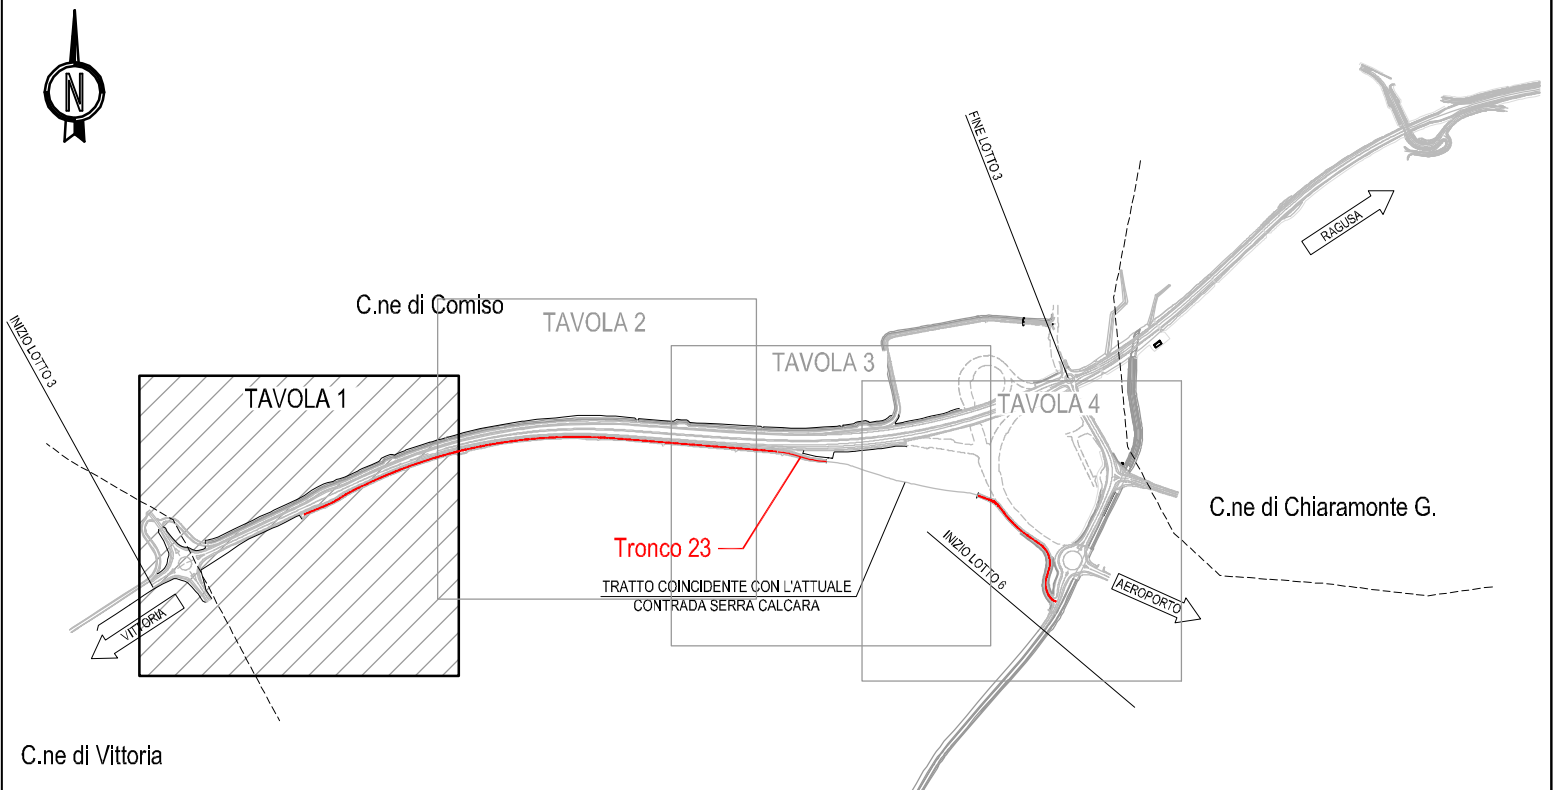 N
FINE LOTTO 3
RAGUSA
C.ne di Comiso
TAVOLA 2
INIZIO LOTTO 3
TAVOLA 3
TAVOLA 1
TAVOLA 4
C.ne di Chiaramonte G.
Tronco 23
INIZIO LOTTO 6
TRATTO COINCIDENTE CON L'ATTUALE
CONTRADA SERRA CALCARA
AEROPORTO
VITTORIA
C.ne di Vittoria